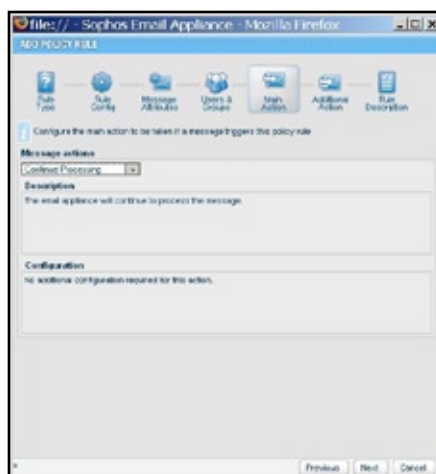 file:// - Sophos Email Appliance - Mozilla Firefox
ADD POLICY RULE
Rule Type
Rule Config
Message Attributes
Users & Groups
Main Action
Additional Action
Rule Description
Configure the main action to be taken if a message triggers this policy rule
Message actions
Continue Processing
Description
The email appliance will continue to process the message.
Configuration
No additional configuration required for this action.
Previous Next Cancel